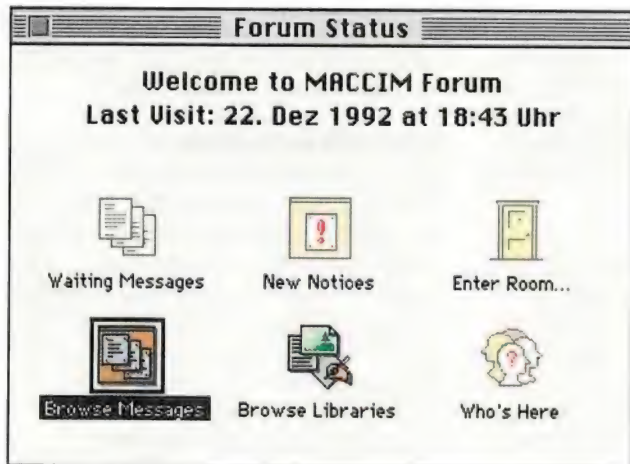 Forum Status
Welcome to MACCIM Forum
Last Visit: 22. Dez 1992 at 18:43 Uhr
Waiting Messages
New Notices
Enter Room...
Browse Messages
Browse Libraries
Who's Here